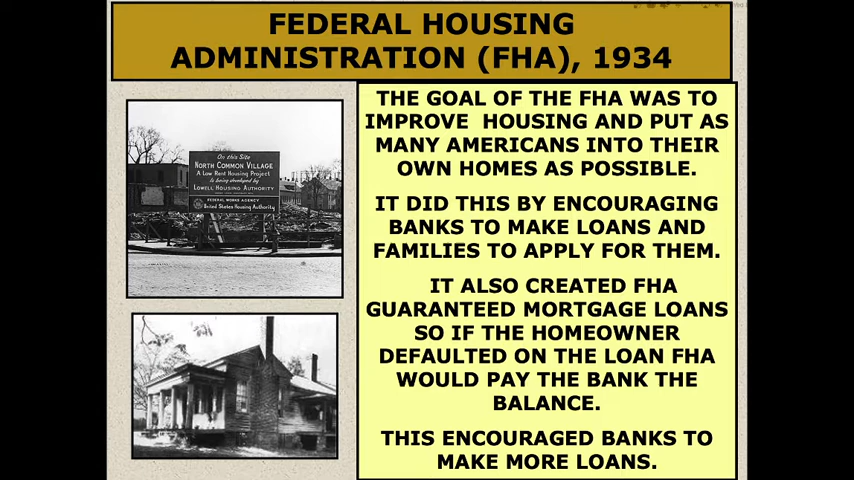 FEDERAL HOUSING
ADMINISTRATION (FHA), 1934
On this Site
NORTH COMMON VILLAGE
A Low Rent Housing Project
is being developed by
LOWELL HOUSING AUTHORITY
FEDERAL WORKS AGENCY
United States Housing Authority
THE GOAL OF THE FHA WAS TO
IMPROVE HOUSING AND PUT AS
MANY AMERICANS INTO THEIR
OWN HOMES AS POSSIBLE.
IT DID THIS BY ENCOURAGING
BANKS TO MAKE LOANS AND
FAMILIES TO APPLY FOR THEM.
IT ALSO CREATED FHA
GUARANTEED MORTGAGE LOANS
SO IF THE HOMEOWNER
DEFAULTED ON THE LOAN FHA
WOULD PAY THE BANK THE
BALANCE.
THIS ENCOURAGED BANKS TO
MAKE MORE LOANS.